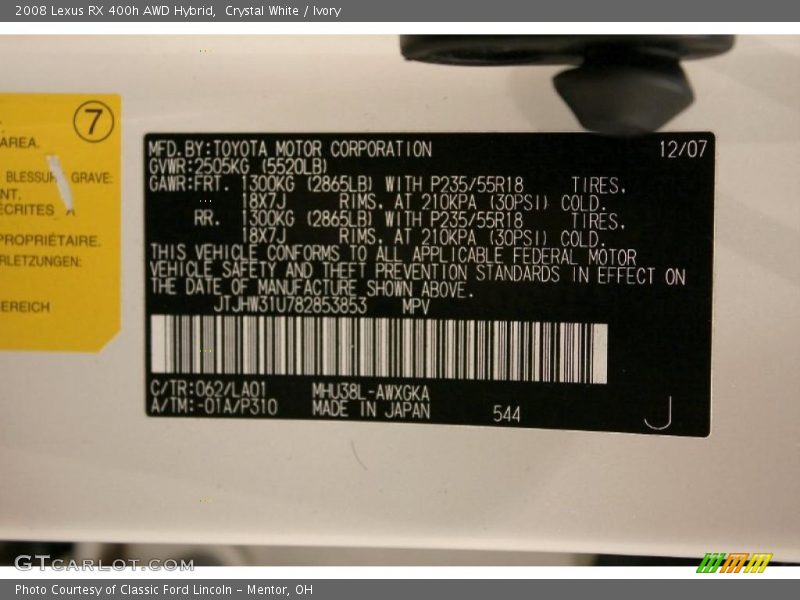 2008 Lexus RX 400h AWD Hybrid,  Crystal White / Ivory
7
AREA.
BLESSURE GRAVE:
NT.
ECRITES A
PROPRIÉTAIRE.
RLETZUNGEN:
EREICH
MFD.BY:TOYOTA MOTOR CORPORATION 12/07
GVWR:2505KG (5520LB)
GAWR:FRT. 1300KG (2865LB) WITH P235/55R18 TIRES,
18X7J RIMS, AT 210KPA (30PSI) COLD.
RR. 1300KG (2865LB) WITH P235/55R18 TIRES,
18X7J RIMS, AT 210KPA (30PSI) COLD.
THIS VEHICLE CONFORMS TO ALL APPLICABLE FEDERAL MOTOR
VEHICLE SAFETY AND THEFT PREVENTION STANDARDS IN EFFECT ON
THE DATE OF MANUFACTURE SHOWN ABOVE.
JTJHW31U782853853 MPV
C/TR:062/LA01 MHU38L-AWXGKA
A/TM:-01A/P310 MADE IN JAPAN 544 J
GTCARLOT.COM
Photo Courtesy of Classic Ford Lincoln - Mentor, OH